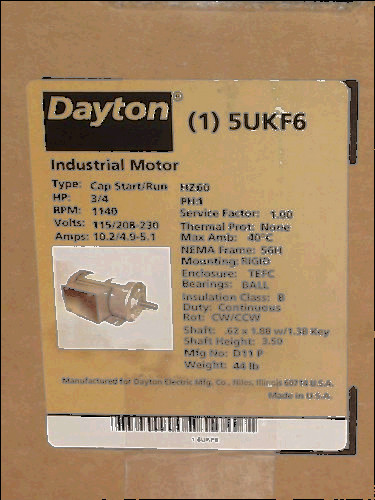 Dayton® (1) 5UKF6
Industrial Motor
Type: Cap Start/Run HZ60
HP: 3/4 PH:1
RPM: 1140 Service Factor: 1.00
Volts: 115/208-230 Thermal Prot: None
Amps: 10.2/4.9-5.1 Max Amb: 40°C
NEMA Frame: 56H
Mounting: RIGID
Enclosure: TEFC
Bearings: BALL
Insulation Class: B
Duty: Continuous
Rot: CW/CCW
Shaft: .62 x 1.88 w/1.38 Key
Shaft Height: 3.50
Mfg No: D11 P
Weight: 44 lb
Manufactured for Dayton Electric Mfg. Co., Niles, Illinois 60714 U.S.A.
Made in U.S.A.
1 5UKF6